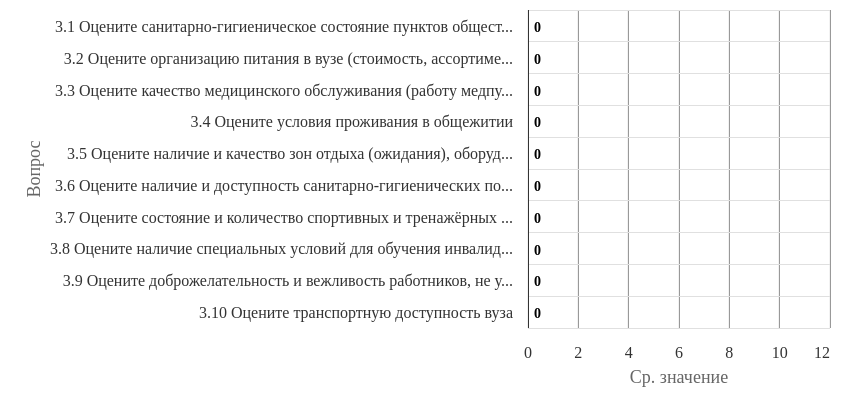 3.1 Оцените санитарно-гигиеническое состояние пунктов общест... 0
3.2 Оцените организацию питания в вузе (стоимость, ассортиме... 0
3.3 Оцените качество медицинского обслуживания (работу медпу... 0
3.4 Оцените условия проживания в общежитии 0
3.5 Оцените наличие и качество зон отдыха (ожидания), оборуд... 0
3.6 Оцените наличие и доступность санитарно-гигиенических по... 0
3.7 Оцените состояние и количество спортивных и тренажёрных ... 0
3.8 Оцените наличие специальных условий для обучения инвалид... 0
3.9 Оцените доброжелательность и вежливость работников, не у... 0
3.10 Оцените транспортную доступность вуза 0
Вопрос
0 2 4 6 8 10 12
Ср. значение